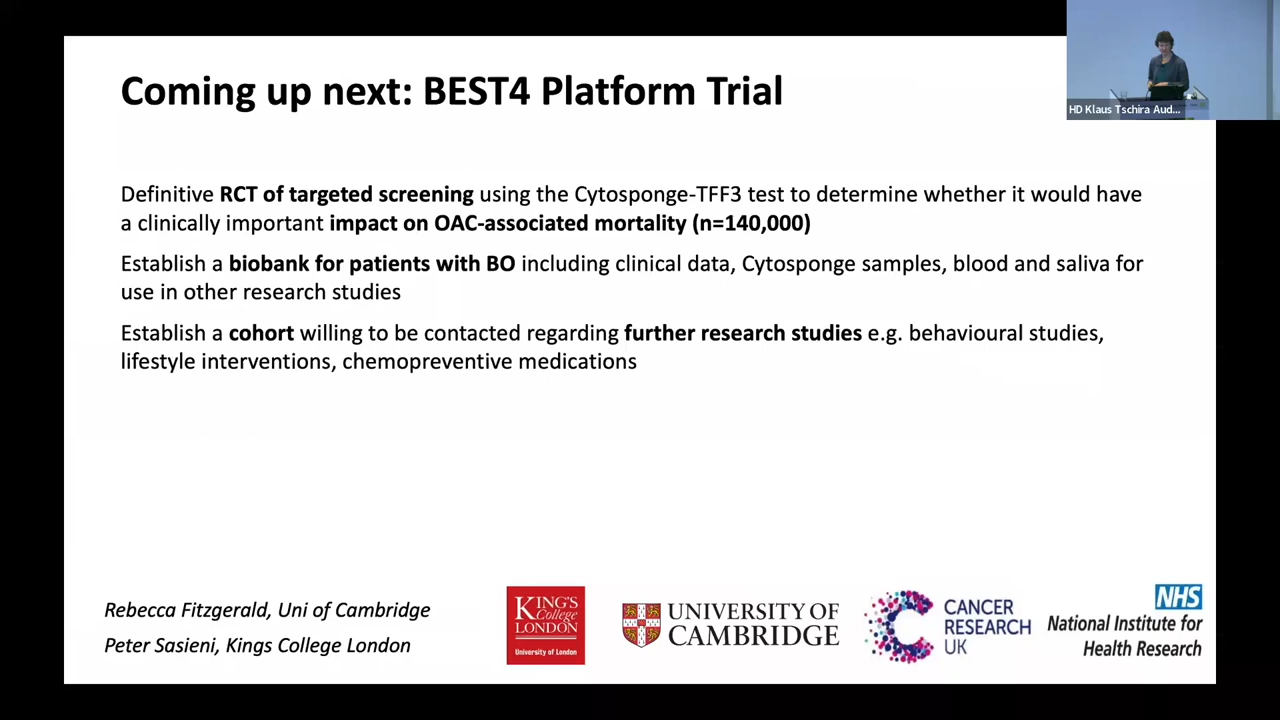 Coming up next: BEST4 Platform Trial
HD Klaus Tschira Aud...
Definitive RCT of targeted screening using the Cytosponge-TFF3 test to determine whether it would have
a clinically important impact on OAC-associated mortality (n=140,000)
Establish a biobank for patients with BO including clinical data, Cytosponge samples, blood and saliva for
use in other research studies
Establish a cohort willing to be contacted regarding further research studies e.g. behavioural studies,
lifestyle interventions, chemopreventive medications
Rebecca Fitzgerald, Uni of Cambridge
Peter Sasieni, Kings College London
KING'S
College
LONDON
University of London
UNIVERSITY OF
CAMBRIDGE
CANCER
RESEARCH
UK
NHS
National Institute for
Health Research